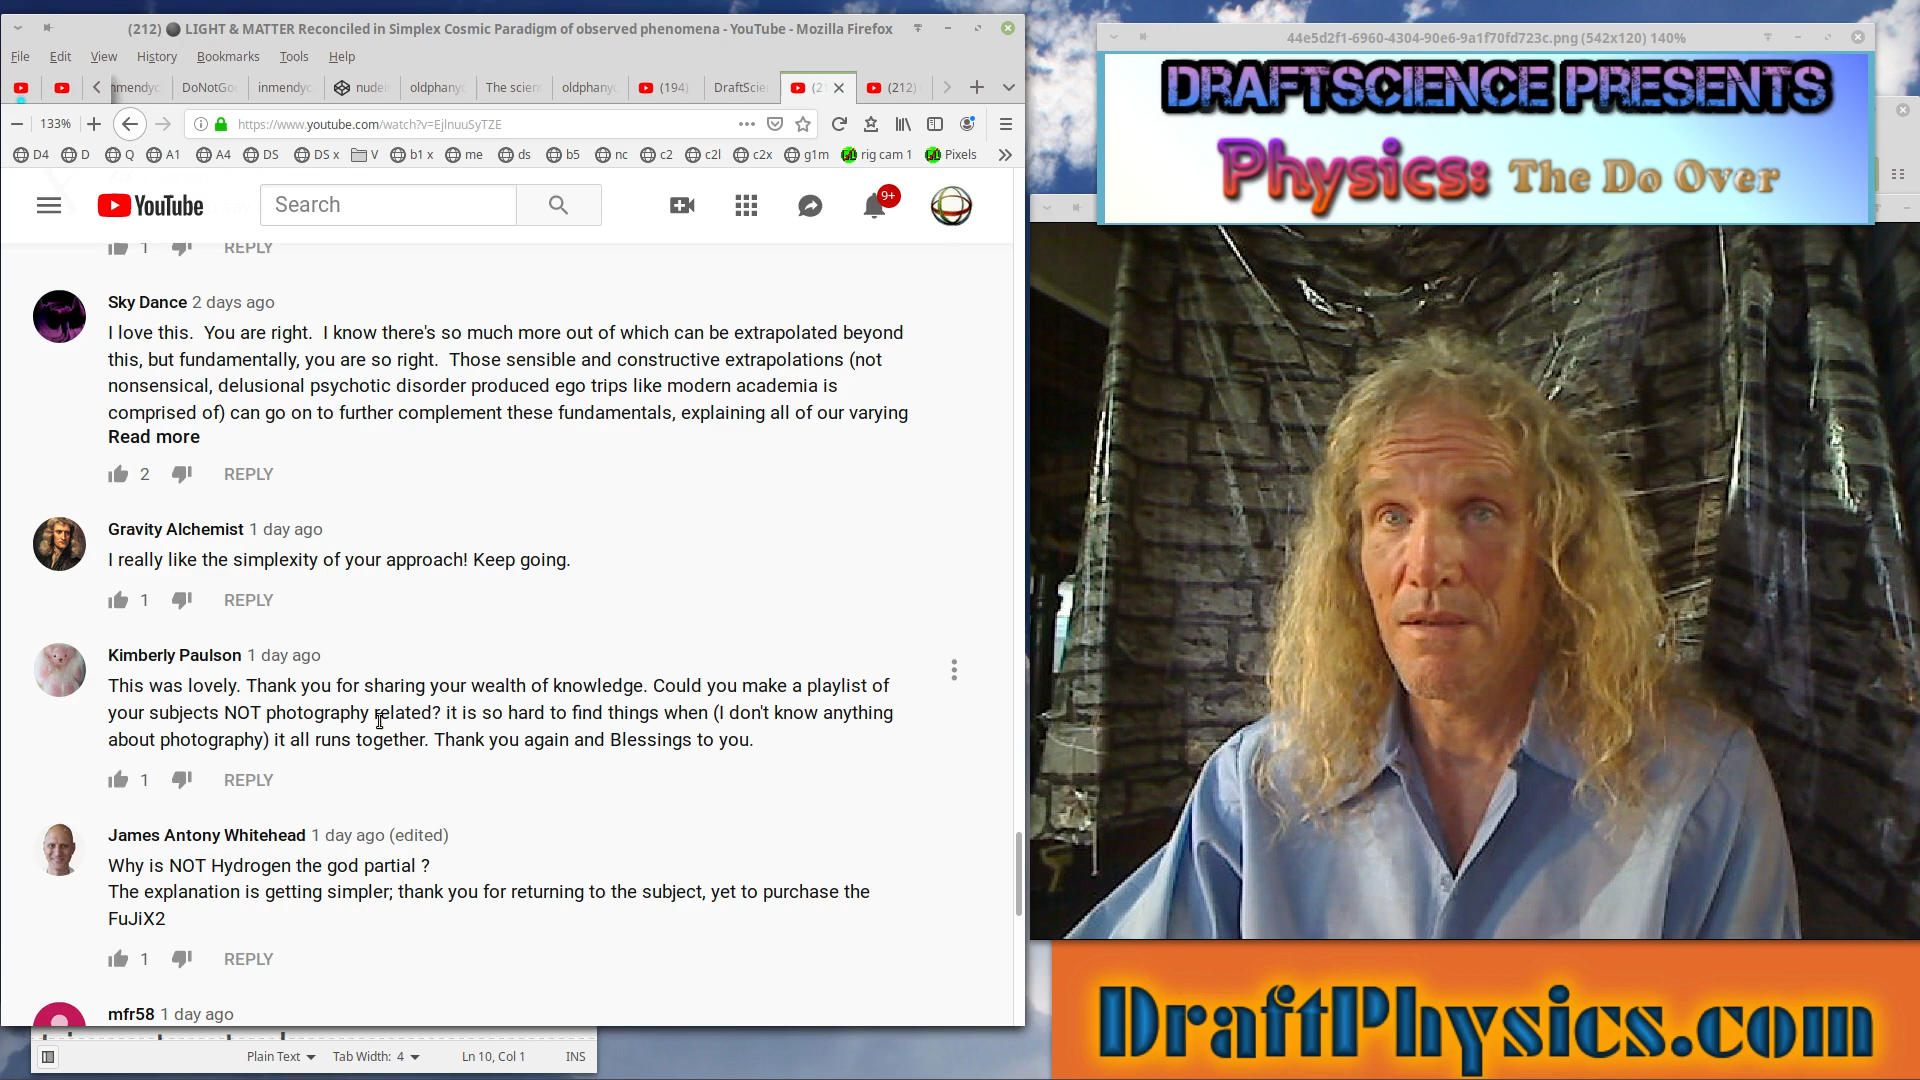 (212) LIGHT & MATTER Reconciled in Simplex Cosmic Paradigm of observed phenomena - YouTube - Mozilla Firefox
File Edit View History Bookmarks Tools Help
DoNotGo inmendyc nudei oldphany The scien oldphanyc (194) DraftScie (21 (212)
133% https://www.youtube.com/watch?v=EjlnuuSyTZE
D4 D Q A1 A4 DS DS x V b1 x me ds b5 nc c2 c2l c2x g1m rig cam 1 Pixels
YouTube Search 9+
1 REPLY
Sky Dance 2 days ago
I love this. You are right. I know there's so much more out of which can be extrapolated beyond
this, but fundamentally, you are so right. Those sensible and constructive extrapolations (not
nonsensical, delusional psychotic disorder produced ego trips like modern academia is
comprised of) can go on to further complement these fundamentals, explaining all of our varying
Read more
2 REPLY
Gravity Alchemist 1 day ago
I really like the simplexity of your approach! Keep going.
1 REPLY
Kimberly Paulson 1 day ago
This was lovely. Thank you for sharing your wealth of knowledge. Could you make a playlist of
your subjects NOT photography related? it is so hard to find things when (I don't know anything
about photography) it all runs together. Thank you again and Blessings to you.
1 REPLY
James Antony Whitehead 1 day ago (edited)
Why is NOT Hydrogen the god partial ?
The explanation is getting simpler; thank you for returning to the subject, yet to purchase the
FuJiX2
1 REPLY
mfr58 1 day ago
Plain Text Tab Width: 4 Ln 10, Col 1 INS
44e5d2f1-6960-4304-90e6-9a1f70fd723c.png (542x120) 140%
DRAFTSCIENCE PRESENTS
Physics: The Do Over
DraftPhysics.com